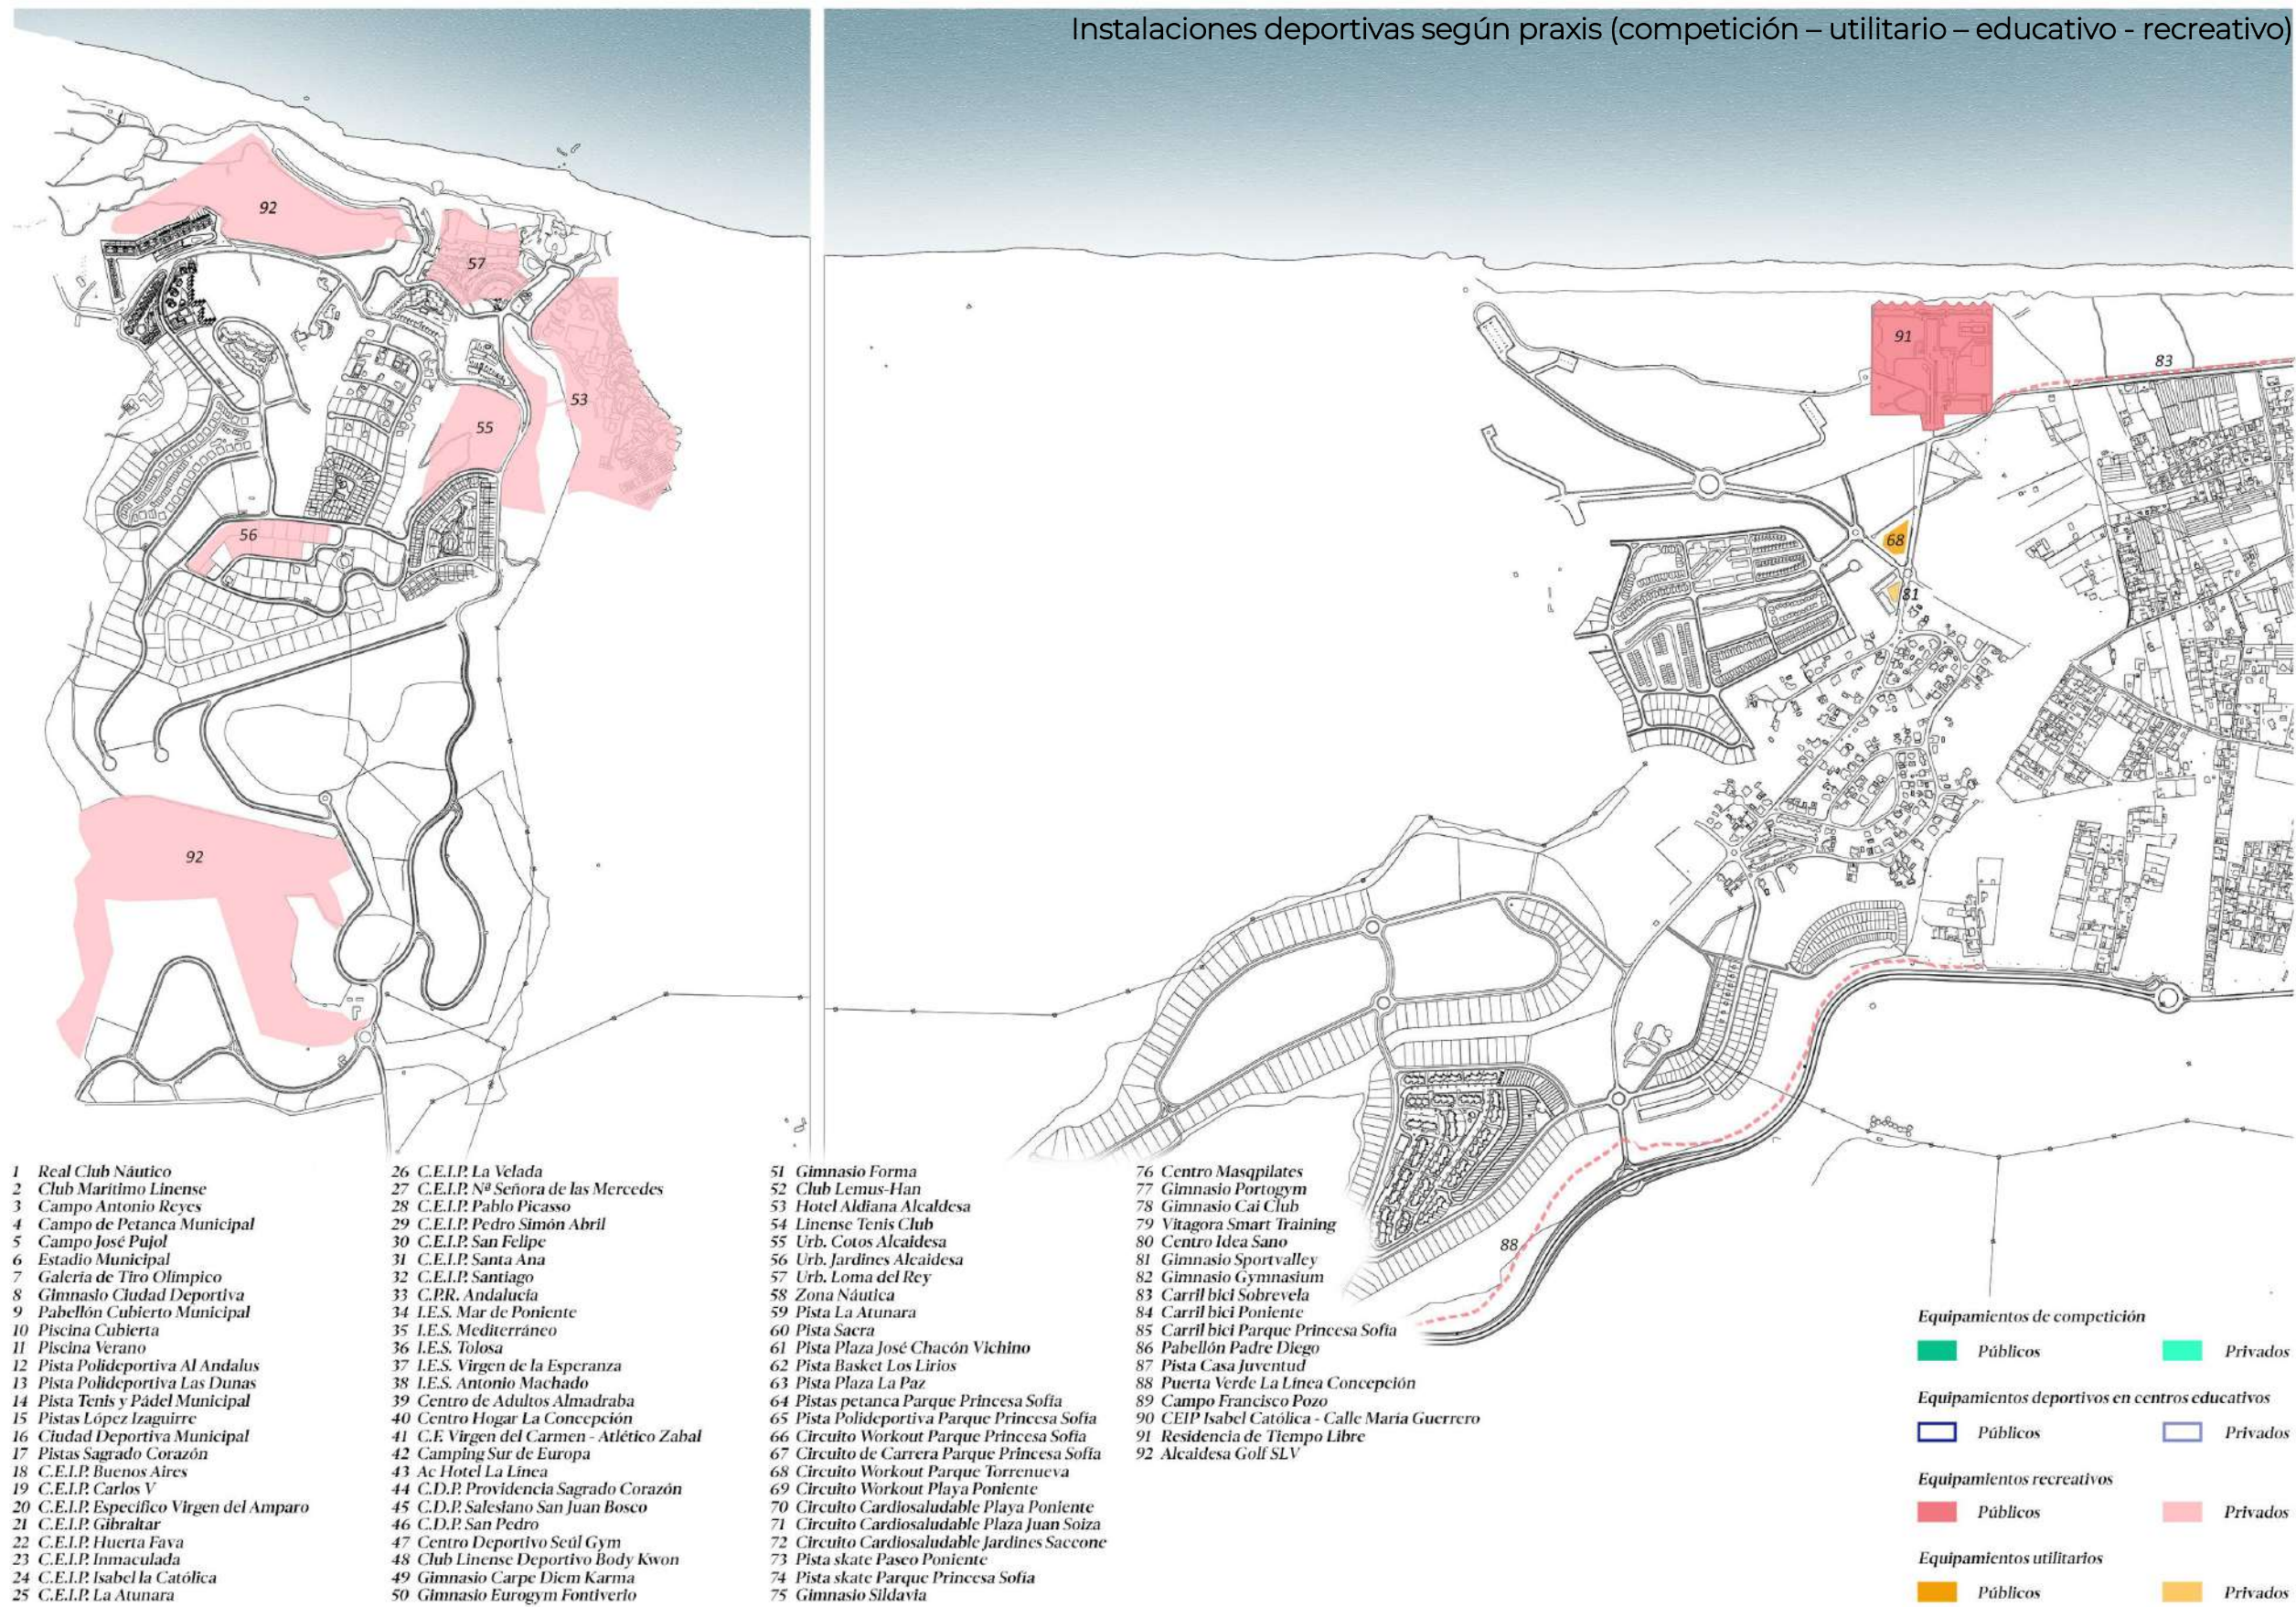 Instalaciones deportivas según praxis (competición – utilitario – educativo - recreativo)
92
57
53
55
56
92
91
83
68
81
88
1 Real Club Náutico
2 Club Marítimo Linense
3 Campo Antonio Reyes
4 Campo de Petanca Municipal
5 Campo José Pujol
6 Estadio Municipal
7 Galería de Tiro Olímpico
8 Gimnasio Ciudad Deportiva
9 Pabellón Cubierto Municipal
10 Piscina Cubierta
11 Piscina Verano
12 Pista Polideportiva Al Andalus
13 Pista Polideportiva Las Dunas
14 Pista Tenis y Pádel Municipal
15 Pistas López Izaguirre
16 Ciudad Deportiva Municipal
17 Pistas Sagrado Corazón
18 C.E.I.P. Buenos Aires
19 C.E.I.P. Carlos V
20 C.E.I.P. Específico Virgen del Amparo
21 C.E.I.P. Gibraltar
22 C.E.I.P. Huerta Fava
23 C.E.I.P. Inmaculada
24 C.E.I.P. Isabel la Católica
25 C.E.I.P. La Atunara
26 C.E.I.P. La Velada
27 C.E.I.P. Nª Señora de las Mercedes
28 C.E.I.P. Pablo Picasso
29 C.E.I.P. Pedro Simón Abril
30 C.E.I.P. San Felipe
31 C.E.I.P. Santa Ana
32 C.E.I.P. Santiago
33 C.P.R. Andalucía
34 I.E.S. Mar de Poniente
35 I.E.S. Mediterráneo
36 I.E.S. Tolosa
37 I.E.S. Virgen de la Esperanza
38 I.E.S. Antonio Machado
39 Centro de Adultos Almadraba
40 Centro Hogar La Concepción
41 C.F. Virgen del Carmen - Atlético Zabal
42 Camping Sur de Europa
43 Ac Hotel La Línea
44 C.D.P. Providencia Sagrado Corazón
45 C.D.P. Salesiano San Juan Bosco
46 C.D.P. San Pedro
47 Centro Deportivo Seúl Gym
48 Club Linense Deportivo Body Kwon
49 Gimnasio Carpe Diem Karma
50 Gimnasio Eurogym Fontiverio
51 Gimnasio Forma
52 Club Lemus-Han
53 Hotel Aldiana Alcaldesa
54 Linense Tenis Club
55 Urb. Cotos Alcaidesa
56 Urb. Jardines Alcaidesa
57 Urb. Loma del Rey
58 Zona Náutica
59 Pista La Atunara
60 Pista Sacra
61 Pista Plaza José Chacón Vichino
62 Pista Basket Los Lirios
63 Pista Plaza La Paz
64 Pistas petanca Parque Princesa Sofía
65 Pista Polideportiva Parque Princesa Sofía
66 Circuito Workout Parque Princesa Sofía
67 Circuito de Carrera Parque Princesa Sofía
68 Circuito Workout Parque Torrenueva
69 Circuito Workout Playa Poniente
70 Circuito Cardiosaludable Playa Poniente
71 Circuito Cardiosaludable Plaza Juan Soiza
72 Circuito Cardiosaludable Jardines Saccone
73 Pista skate Paseo Poniente
74 Pista skate Parque Princesa Sofía
75 Gimnasio Sildavia
76 Centro Masqpilates
77 Gimnasio Portogym
78 Gimnasio Cai Club
79 Vitagora Smart Training
80 Centro Idea Sano
81 Gimnasio Sportvalley
82 Gimnasio Gymnasium
83 Carril bici Sobrevela
84 Carril bici Poniente
85 Carril bici Parque Princesa Sofía
86 Pabellón Padre Diego
87 Pista Casa Juventud
88 Puerta Verde La Línea Concepción
89 Campo Francisco Pozo
90 CEIP Isabel Católica - Calle María Guerrero
91 Residencia de Tiempo Libre
92 Alcaidesa Golf SLV
Equipamientos de competición
Públicos Privados
Equipamientos deportivos en centros educativos
Públicos Privados
Equipamientos recreativos
Públicos Privados
Equipamientos utilitarios
Públicos Privados